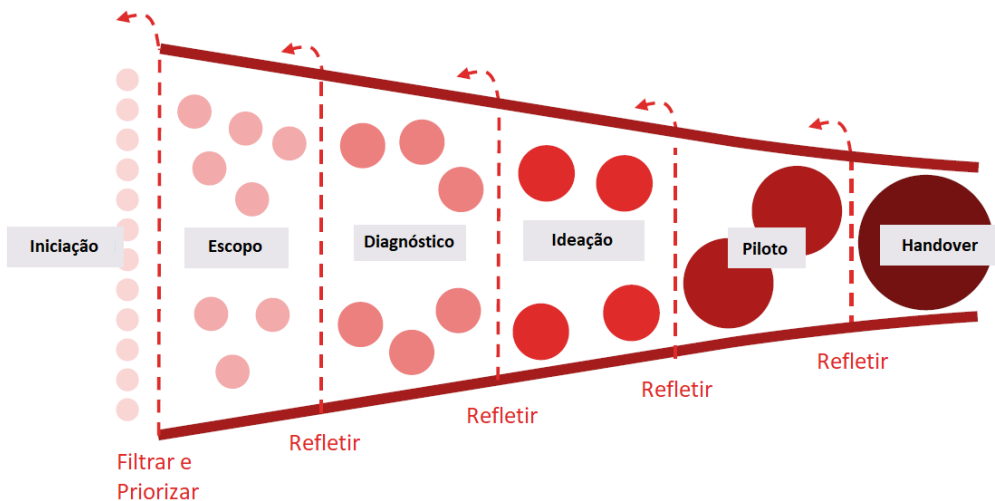 Iniciação
Escopo
Diagnóstico
Ideação
Piloto
Handover
Filtrar e
Priorizar
Refletir
Refletir
Refletir
Refletir